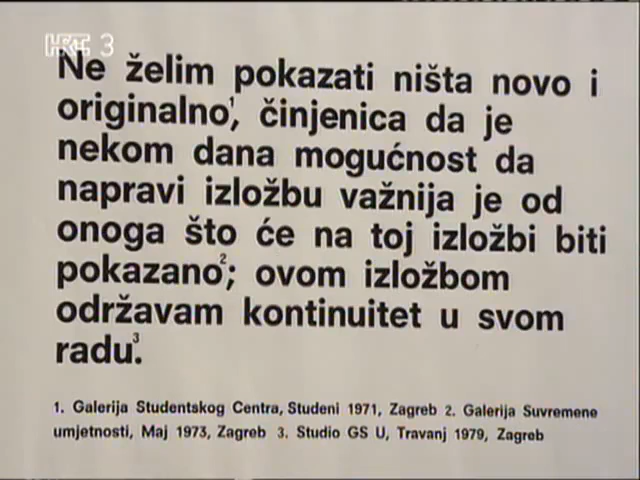 HRT 3
Ne želim pokazati ništa novo i
originalno¹, činjenica da je
nekom dana mogućnost da
napravi izložbu važnija je od
onoga što će na toj izložbi biti
pokazano²; ovom izložbom
održavam kontinuitet u svom
radu³.
1. Galerija Studentskog Centra, Studeni 1971, Zagreb 2. Galerija Suvremene
umjetnosti, Maj 1973, Zagreb 3. Studio GS U, Travanj 1979, Zagreb